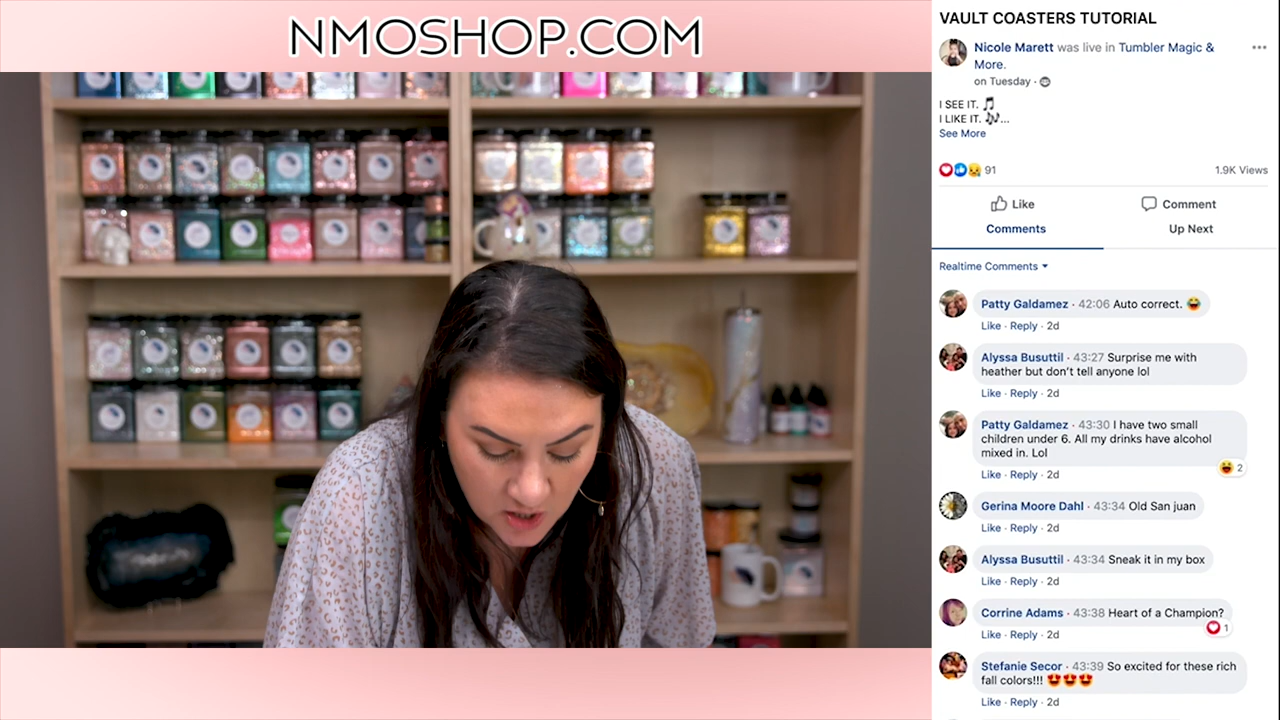 NMOSHOP.COM
VAULT COASTERS TUTORIAL
Nicole Marett was live in Tumbler Magic &
More.
on Tuesday ·
I SEE IT. 🎵
I LIKE IT. 🎶...
See More
91
1.9K Views
Like
Comment
Comments
Up Next
Realtime Comments
Patty Galdamez · 42:06 Auto correct. 😂
Like · Reply · 2d
Alyssa Busuttil · 43:27 Surprise me with
heather but don't tell anyone lol
Like · Reply · 2d
Patty Galdamez · 43:30 I have two small
children under 6. All my drinks have alcohol
mixed in. Lol
2
Like · Reply · 2d
Gerina Moore Dahl · 43:34 Old San juan
Like · Reply · 2d
Alyssa Busuttil · 43:34 Sneak it in my box
Like · Reply · 2d
Corrine Adams · 43:38 Heart of a Champion?
1
Like · Reply · 2d
Stefanie Secor · 43:39 So excited for these rich
fall colors!!! 😍😍😍
Like · Reply · 2d